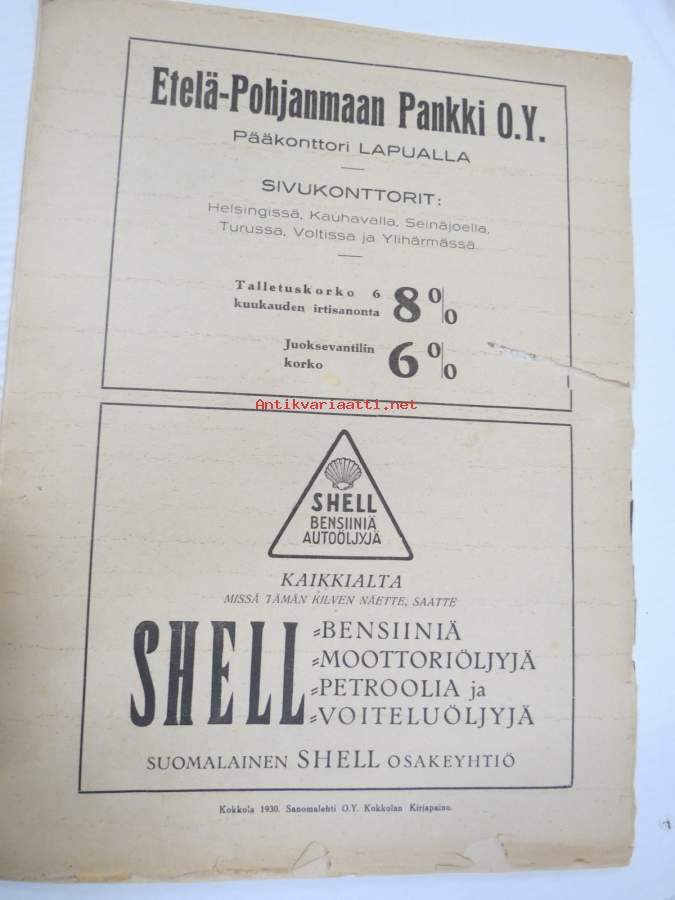 Etelä-Pohjanmaan Pankki O.Y.
Pääkonttori LAPUALLA
SIVUKONTTORIT:
Helsingissä, Kauhavalla, Seinäjoella,
Turussa, Voltissa ja Ylihärmässä.
Talletuskorko 6
kuukauden irtisanonta 8%
Juoksevantilin
korko 6%
Antikvariaatti.net
SHELL
BENSIINIÄ
AUTOÖLJYJÄ
KAIKKIALTA
MISSÄ TÄMÄN KILVEN NÄETTE, SAATTE
SHELL
-BENSIINIÄ
-MOOTTORIÖLJYJÄ
-PETROOLIA ja
-VOITELUÖLJYJÄ
SUOMALAINEN SHELL OSAKEYHTIÖ
Kokkola 1930. Sanomalehti O.Y. Kokkolan Kirjapaino.